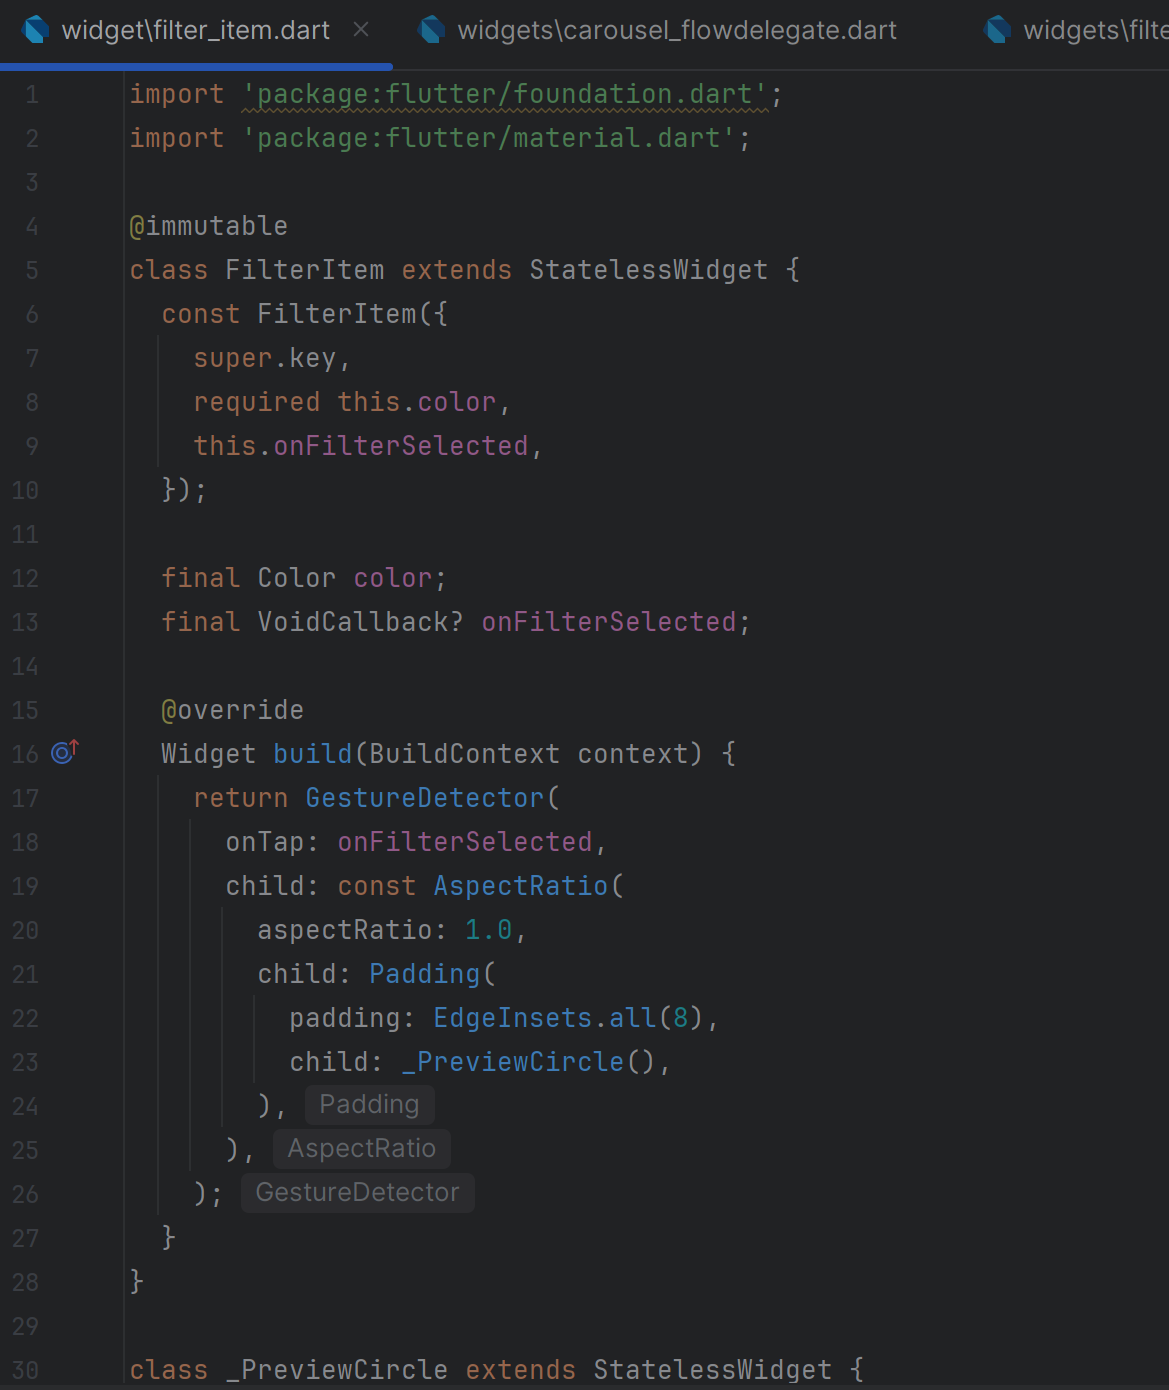 widget\filter_item.dart widgets\carousel_flowdelegate.dart widgets\filte
1 import 'package:flutter/foundation.dart';
2 import 'package:flutter/material.dart';
3
4 @immutable
5 class FilterItem extends StatelessWidget {
6   const FilterItem({
7     super.key,
8     required this.color,
9     this.onFilterSelected,
10   });
11
12   final Color color;
13   final VoidCallback? onFilterSelected;
14
15   @override
16   Widget build(BuildContext context) {
17     return GestureDetector(
18       onTap: onFilterSelected,
19       child: const AspectRatio(
20         aspectRatio: 1.0,
21         child: Padding(
22           padding: EdgeInsets.all(8),
23           child: _PreviewCircle(),
24         ), Padding
25       ), AspectRatio
26     ); GestureDetector
27   }
28 }
29
30 class _PreviewCircle extends StatelessWidget {